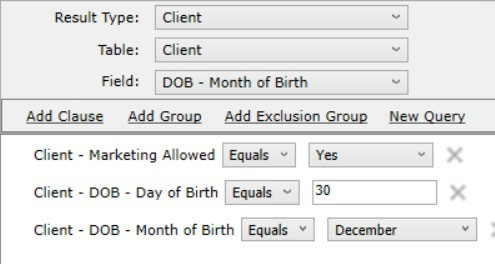 Result Type: Client
Table: Client
Field: DOB - Month of Birth
Add Clause Add Group Add Exclusion Group New Query
Client - Marketing Allowed Equals Yes
Client - DOB - Day of Birth Equals 30
Client - DOB - Month of Birth Equals December